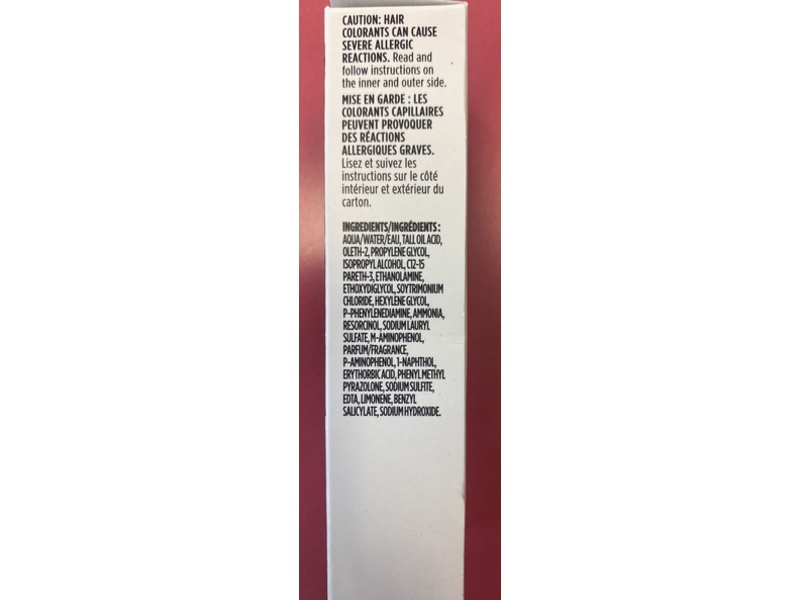 CAUTION: HAIR
COLORANTS CAN CAUSE
SEVERE ALLERGIC
REACTIONS. Read and
follow instructions on
the inner and outer side.
MISE EN GARDE : LES
COLORANTS CAPILLAIRES
PEUVENT PROVOQUER
DES RÉACTIONS
ALLERGIQUES GRAVES.
Lisez et suivez les
instructions sur le côté
intérieur et extérieur du
carton.
INGREDIENTS/INGRÉDIENTS:
AQUA/WATER/EAU, TALL OIL ACID,
OLETH-2, PROPYLENE GLYCOL,
ISOPROPYL ALCOHOL, C12-15
PARETH-3, ETHANOLAMINE,
ETHOXYDIGLYCOL, SOYTRIMONIUM
CHLORIDE, HEXYLENE GLYCOL,
P-PHENYLENEDIAMINE, AMMONIA,
RESORCINOL, SODIUM LAURYL
SULFATE, M-AMINOPHENOL,
PARFUM/FRAGRANCE,
P-AMINOPHENOL, 1-NAPHTHOL,
ERYTHORBIC ACID, PHENYL METHYL
PYRAZOLONE, SODIUM SULFITE,
EDTA, LIMONENE, BENZYL
SALICYLATE, SODIUM HYDROXIDE.